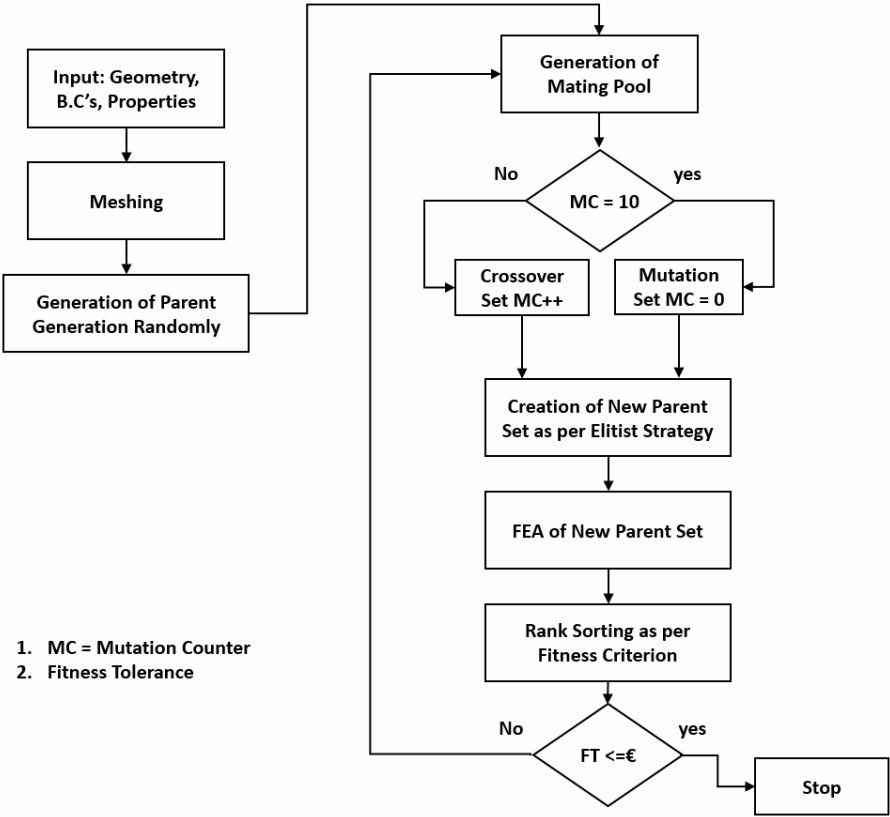 Input: Geometry,
B.C's, Properties
Meshing
Generation of Parent
Generation Randomly
Generation of
Mating Pool
No
yes
MC = 10
Crossover
Set MC++
Mutation
Set MC = 0
Creation of New Parent
Set as per Elitist Strategy
FEA of New Parent Set
Rank Sorting as per
Fitness Criterion
No
yes
FT <=€
Stop
1. MC = Mutation Counter
2. Fitness Tolerance